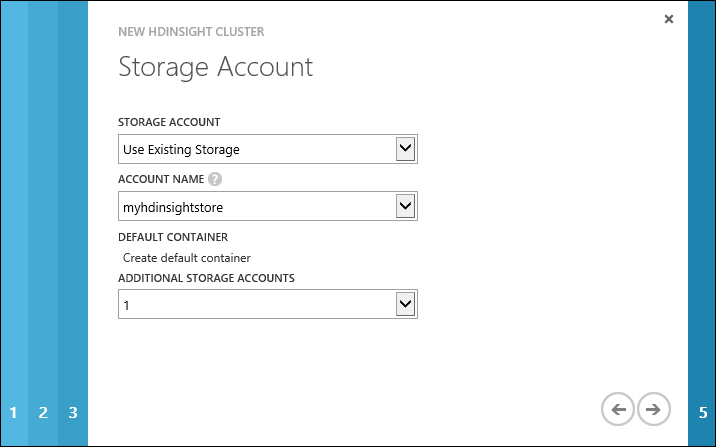 NEW HDINSIGHT CLUSTER
Storage Account
STORAGE ACCOUNT
Use Existing Storage
ACCOUNT NAME ?
myhdinsightstore
DEFAULT CONTAINER
Create default container
ADDITIONAL STORAGE ACCOUNTS
1
1 2 3 5